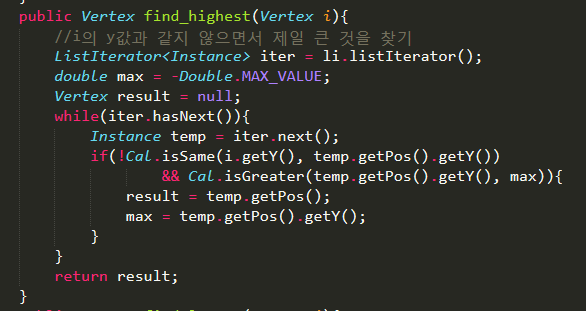 public Vertex find_highest(Vertex i){
//i의 y값과 같지 않으면서 제일 큰 것을 찾기
ListIterator<Instance> iter = li.listIterator();
double max = -Double.MAX_VALUE;
Vertex result = null;
while(iter.hasNext()){
Instance temp = iter.next();
if(!Cal.isSame(i.getY(), temp.getPos().getY())
&& Cal.isGreater(temp.getPos().getY(), max)){
result = temp.getPos();
max = temp.getPos().getY();
}
}
return result;
}